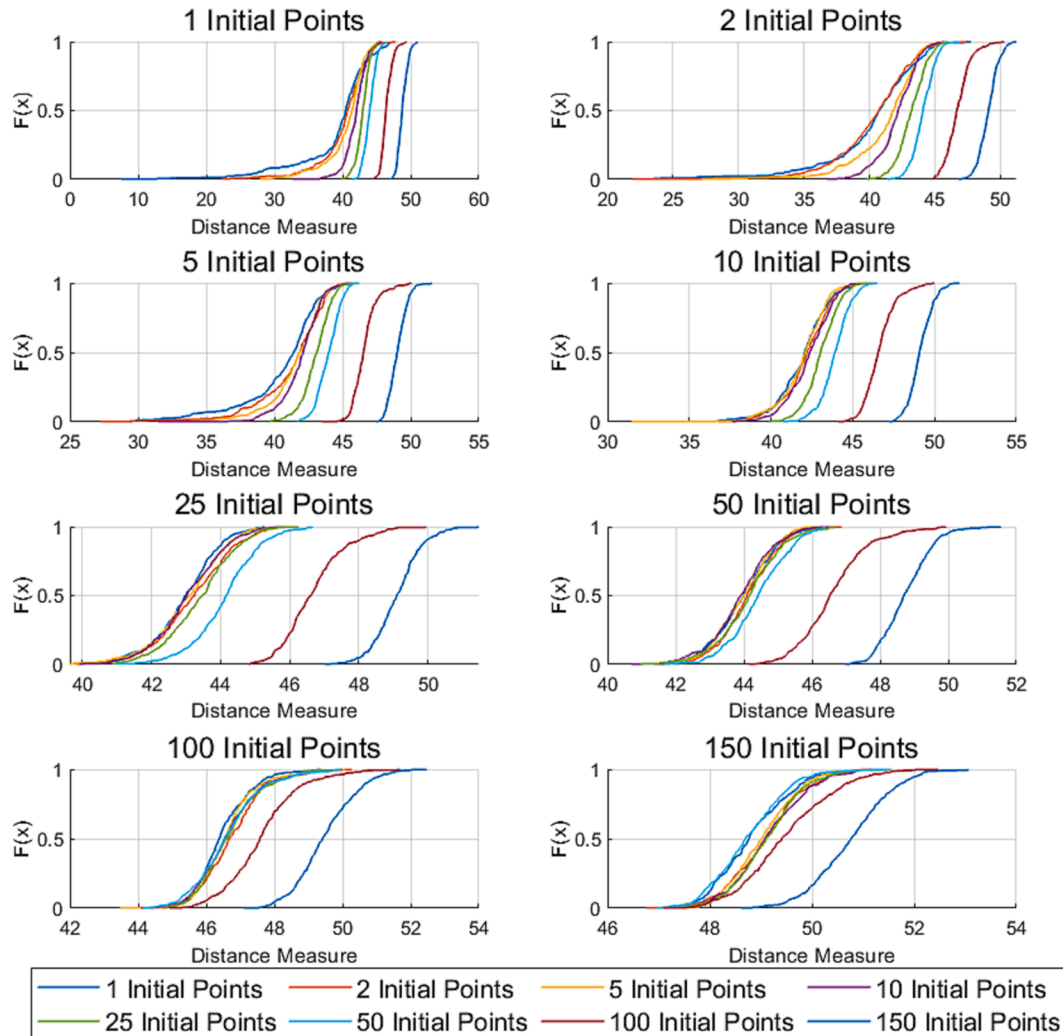 1 Initial Points
2 Initial Points
F(x)
1
0.5
0
0 10 20 30 40 50 60
Distance Measure
F(x)
1
0.5
0
20 25 30 35 40 45 50
Distance Measure
5 Initial Points
10 Initial Points
F(x)
1
0.5
0
25 30 35 40 45 50 55
Distance Measure
F(x)
1
0.5
0
30 35 40 45 50 55
Distance Measure
25 Initial Points
50 Initial Points
F(x)
1
0.5
0
40 42 44 46 48 50
Distance Measure
F(x)
1
0.5
0
40 42 44 46 48 50 52
Distance Measure
100 Initial Points
150 Initial Points
F(x)
1
0.5
0
42 44 46 48 50 52 54
Distance Measure
F(x)
1
0.5
0
46 48 50 52 54
Distance Measure
1 Initial Points 2 Initial Points 5 Initial Points 10 Initial Points
25 Initial Points 50 Initial Points 100 Initial Points 150 Initial Points